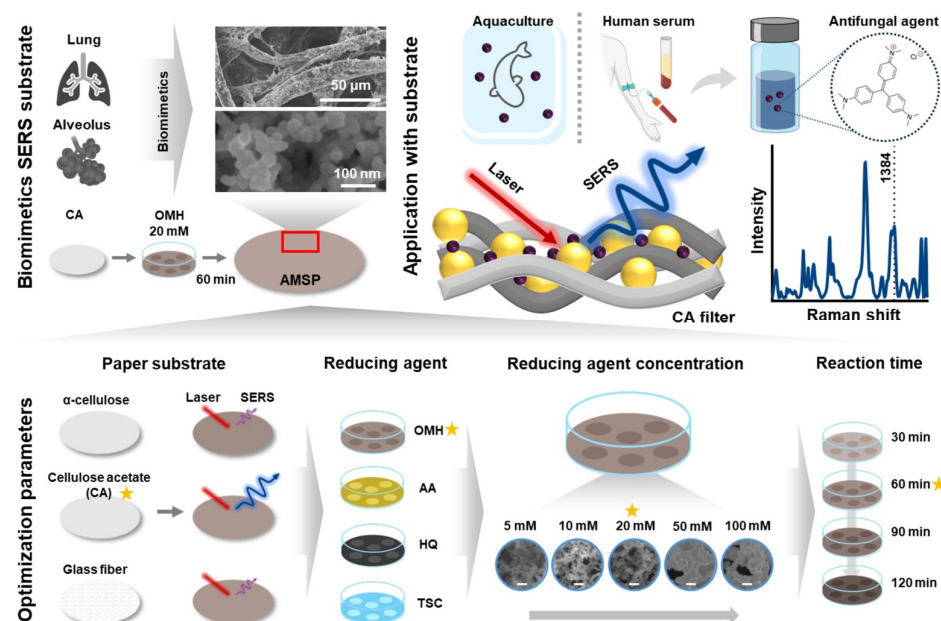 Biomimetics SERS substrate
Lung
Alveolus
Biomimetics
50 µm
100 nm
CA
OMH
20 mM
60 min
AMSP
Application with substrate
Aquaculture
Human serum
Antifungal agent
N
Cl
N
N
Laser
SERS
CA filter
Intensity
1384
Raman shift
Optimization parameters
Paper substrate
α-cellulose
Laser
SERS
Cellulose acetate
(CA)
Glass fiber
Reducing agent
OMH
AA
HQ
TSC
Reducing agent concentration
5 mM
10 mM
20 mM
50 mM
100 mM
Reaction time
30 min
60 min
90 min
120 min